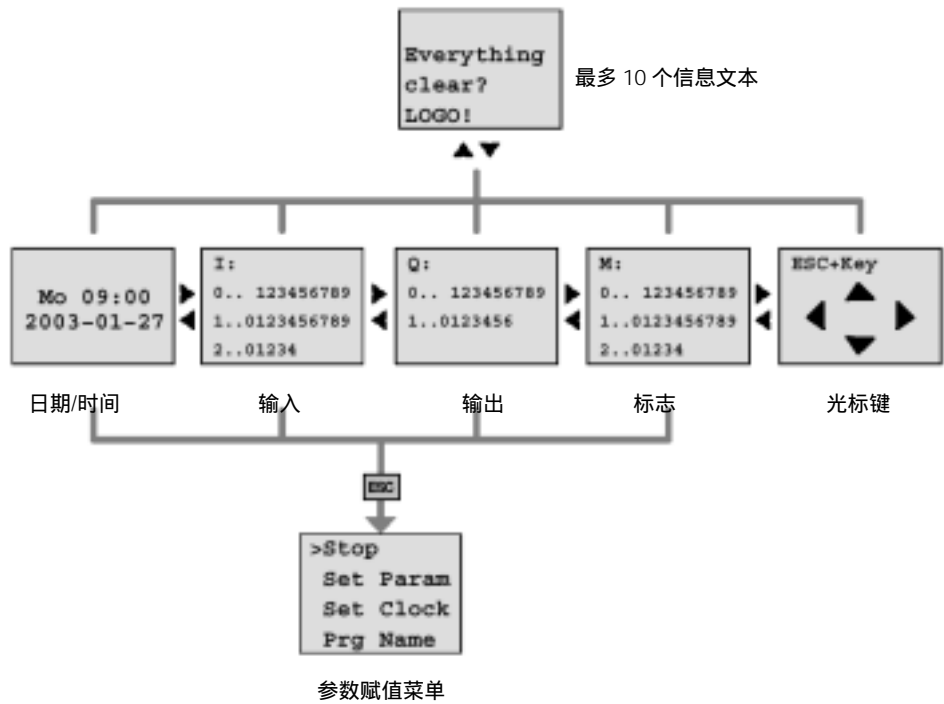 Everything
clear?
LOGO!
最多 10 个信息文本
Mo 09:00
2003-01-27
I:
0.. 123456789
1..0123456789
2..01234
Q:
0.. 123456789
1..0123456
M:
0.. 123456789
1..0123456789
2..01234
ESC+Key
日期/时间
输入
输出
标志
光标键
ESC
>Stop
Set Param
Set Clock
Prg Name
参数赋值菜单